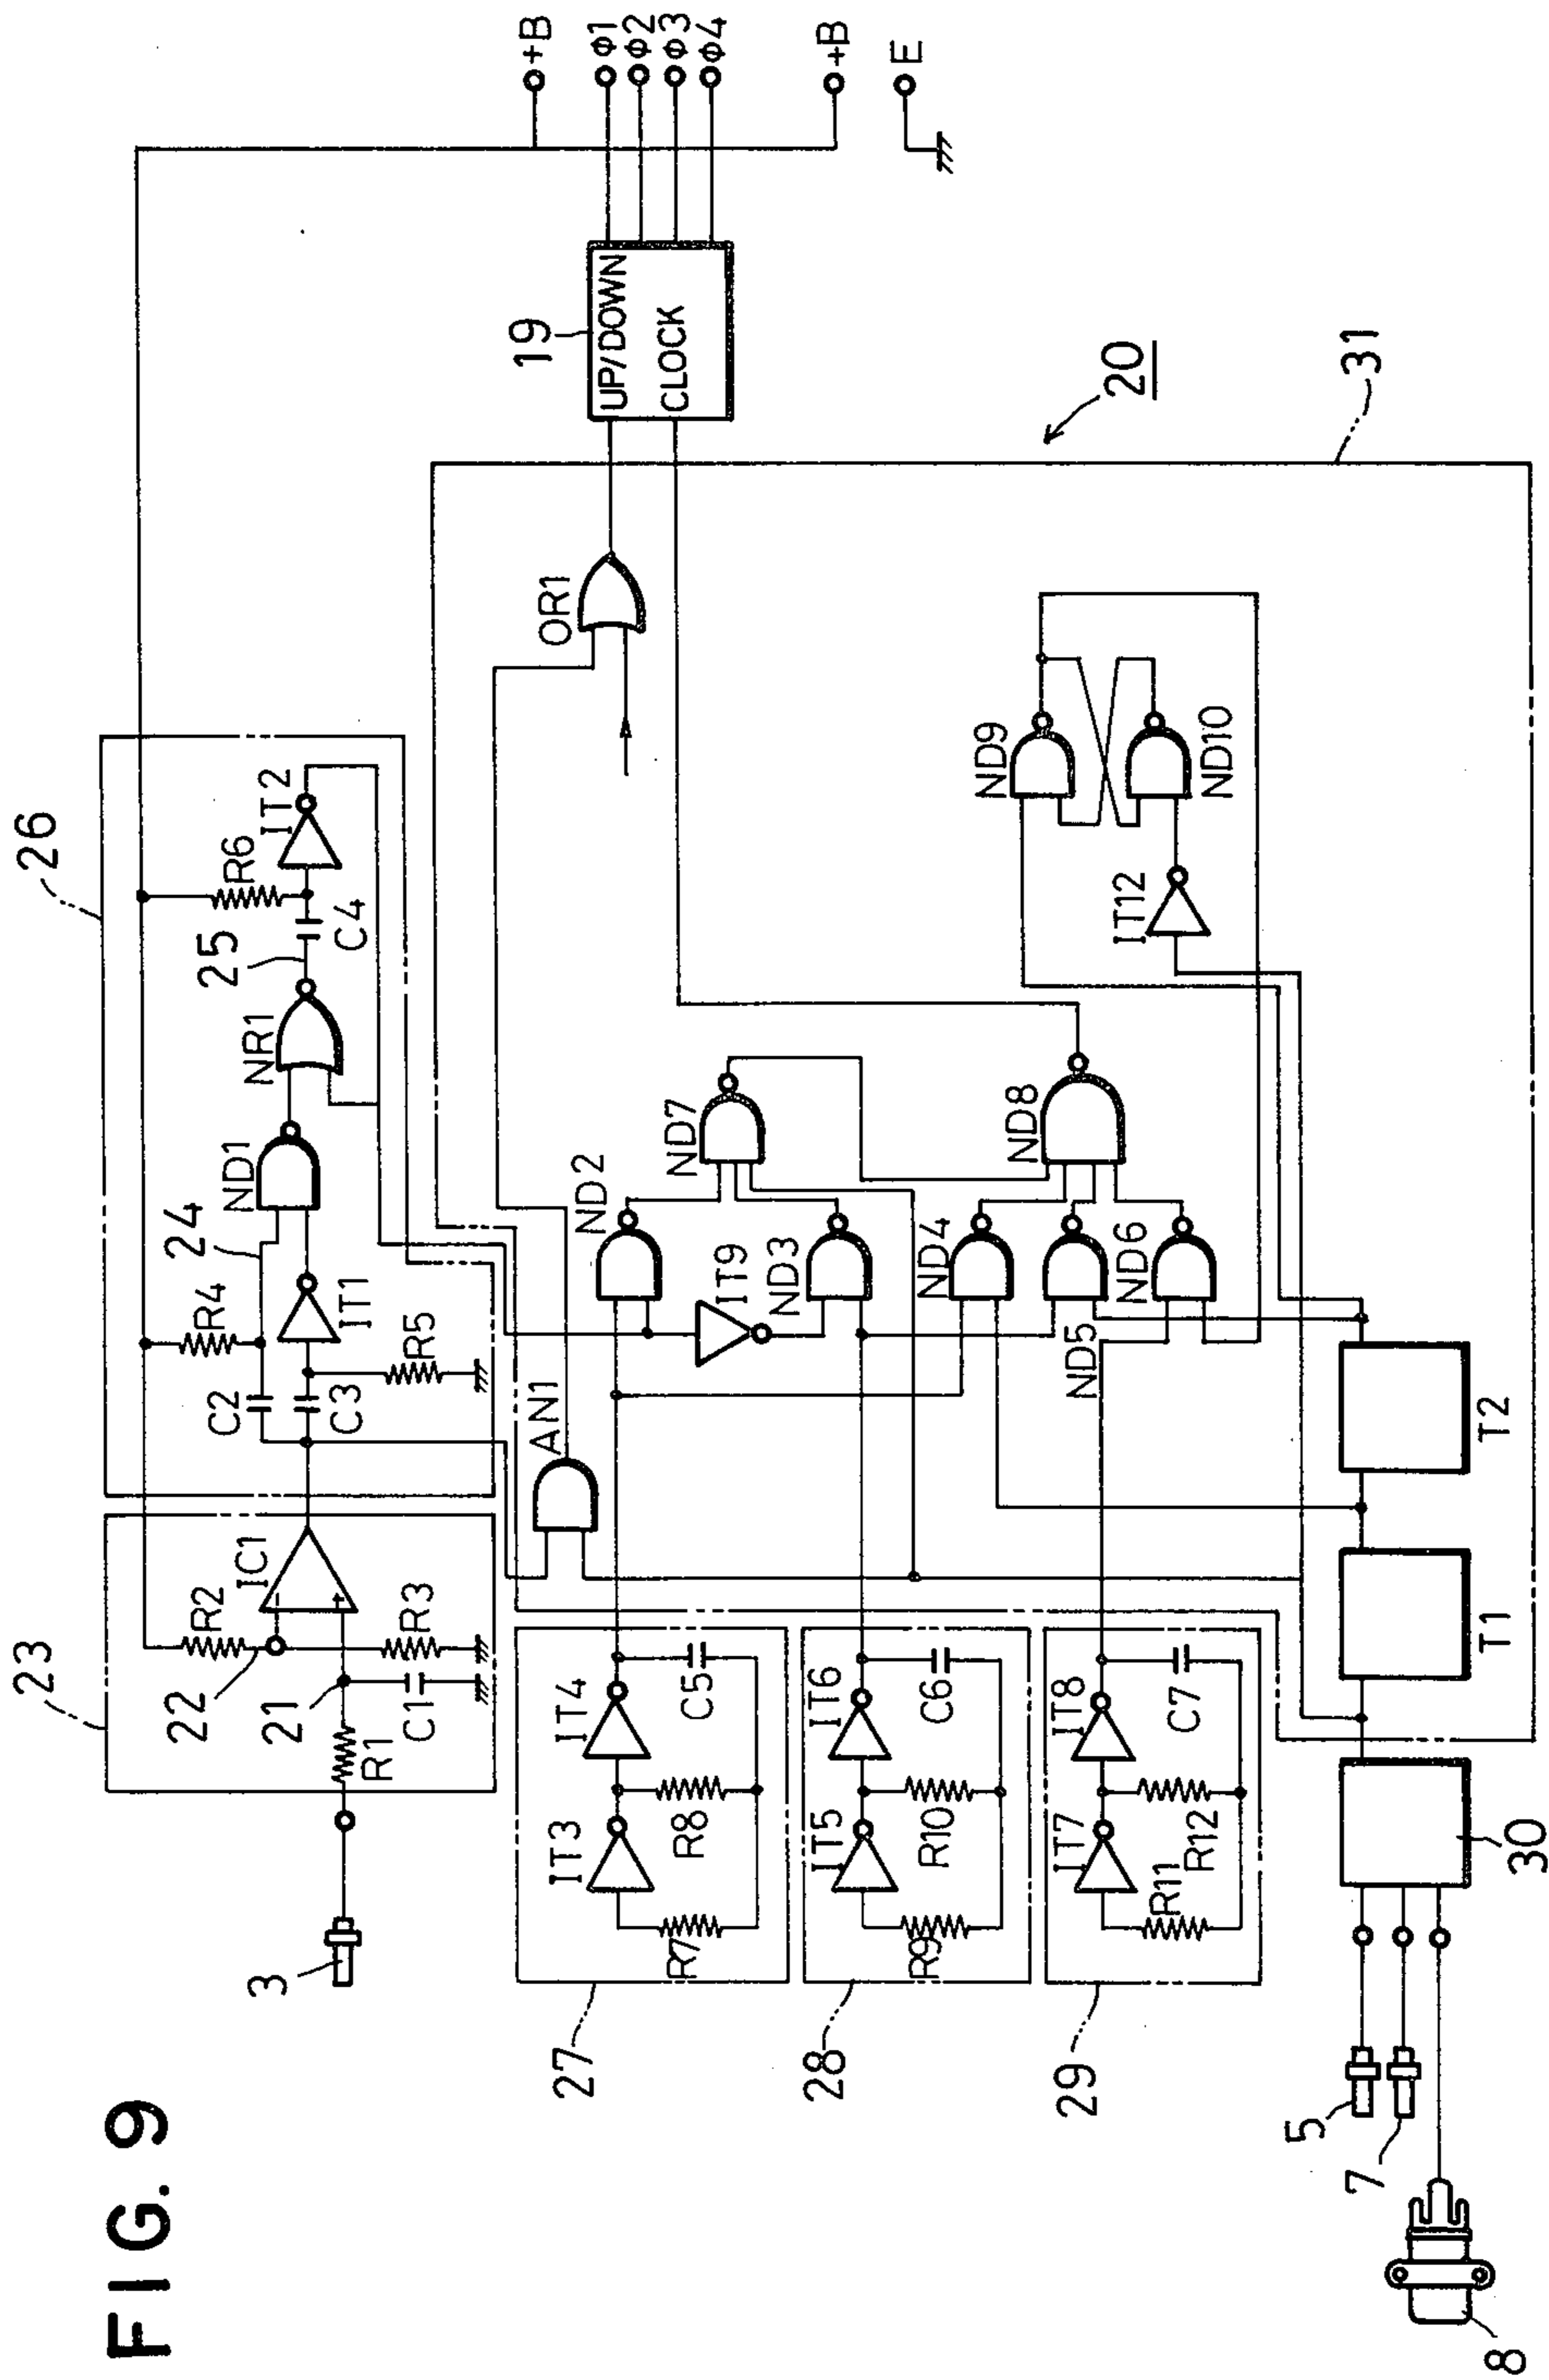 FIG. 9
23
26
R2
22
IC1
-
+
21
R1
C1
R3
3
C2
R4
24
C3
IT1
R5
ND1
NR1
25
C4
R6
IT2
27
IT3
IT4
R7
R8
C5
28
IT5
IT6
R9
R10
C6
29
IT7
IT8
R11
R12
C7
AN1
ND2
IT9
ND3
ND7
ND4
ND5
ND6
ND8
OR1
ND9
ND10
IT12
19
UP/DOWN
CLOCK
+B
Φ1
Φ2
Φ3
Φ4
+B
E
20
31
5
7
8
30
T1
T2